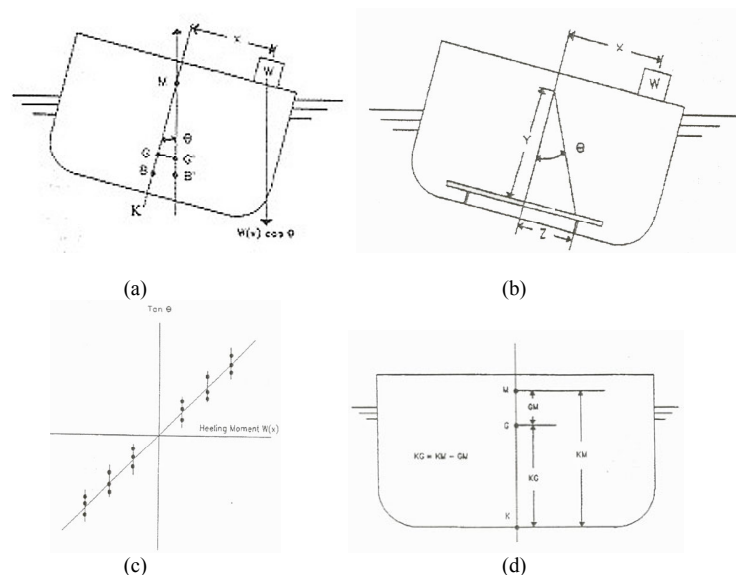 x
W
M
θ
G G'
B B'
K
W(x) cos θ
(a)
x
W
Y
θ
Z
(b)
Tan θ
Heeling Moment W(x)
(c)
M
GM
G
KG = KM - GM
KM
KG
K
(d)